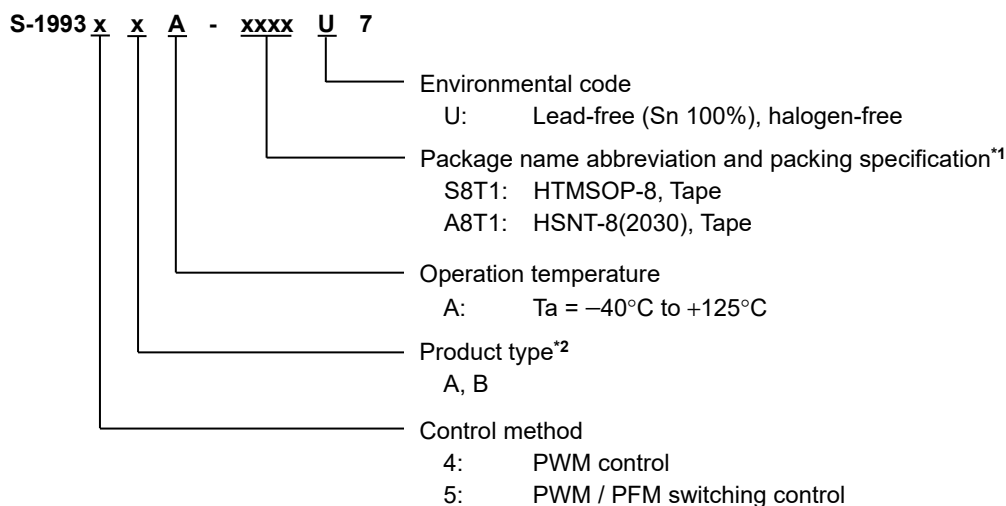 S-1993 x x A - xxxx U 7
Environmental code
U: Lead-free (Sn 100%), halogen-free
Package name abbreviation and packing specification*1
S8T1: HTMSOP-8, Tape
A8T1: HSNT-8(2030), Tape
Operation temperature
A: Ta = −40°C to +125°C
Product type*2
A, B
Control method
4: PWM control
5: PWM / PFM switching control